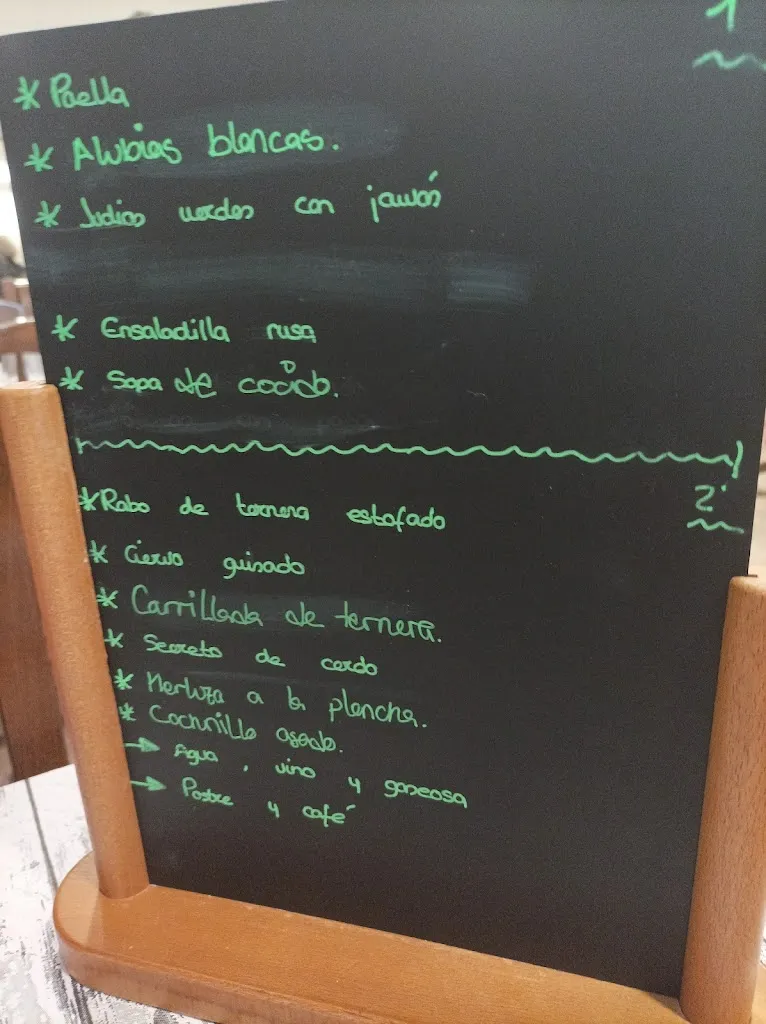 1
* Paella
* Alubias blancas.
* Judias verdes con jamón
* Ensaladilla rusa
* Sopa de cocido.
2º
* Rabo de ternera estofado
* Ciervo guisado
* Carrillada de ternera.
* Secreto de cerdo
* Merluza a la plancha.
* Cochinillo asado.
→ Agua, vino y gaseosa
→ Postre y café